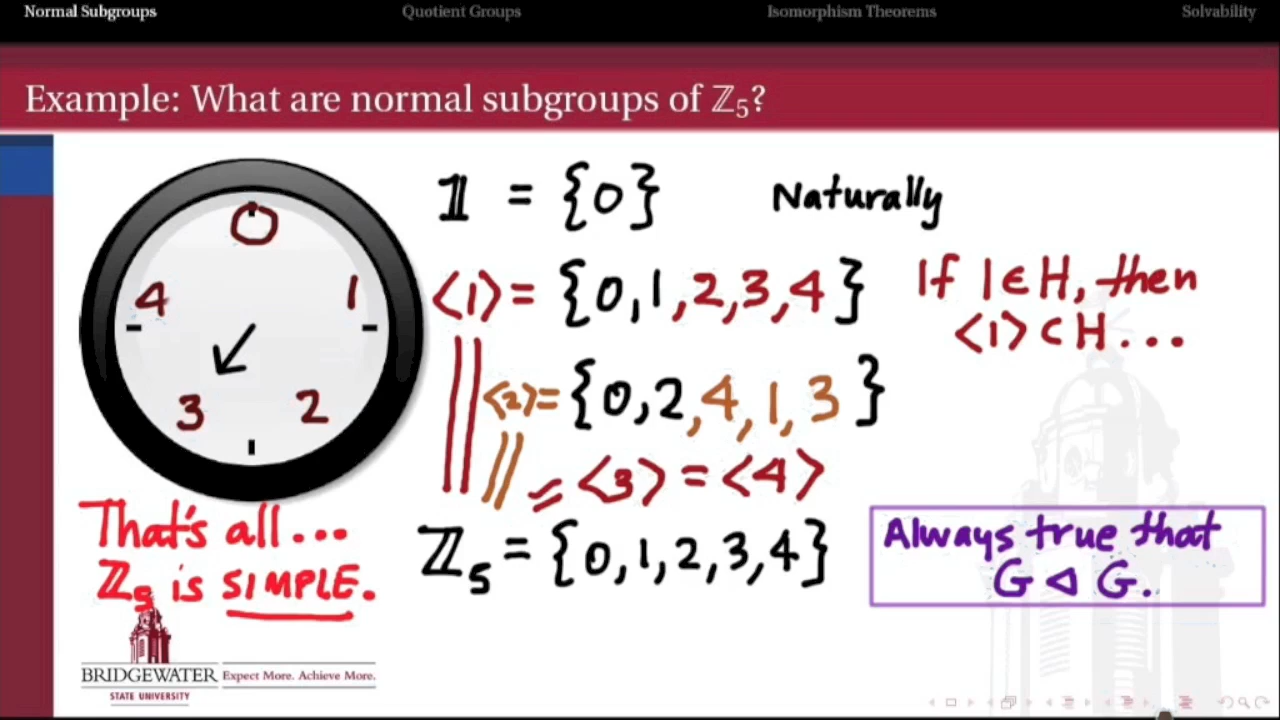 Normal Subgroups Quotient Groups Isomorphism Theorems Solvability
Example: What are normal subgroups of ℤ₅?
0
4 1
3 2
𝟙 = {0} Naturally
<1> = {0,1,2,3,4} If 1∈H, then
<1>⊂H...
<2>= {0,2,4,1,3}
= <3> = <4>
ℤ₅ = {0,1,2,3,4}
That's all...
ℤ₅ is SIMPLE.
Always true that
G ⊲ G.
BRIDGEWATER Expect More. Achieve More.
STATE UNIVERSITY